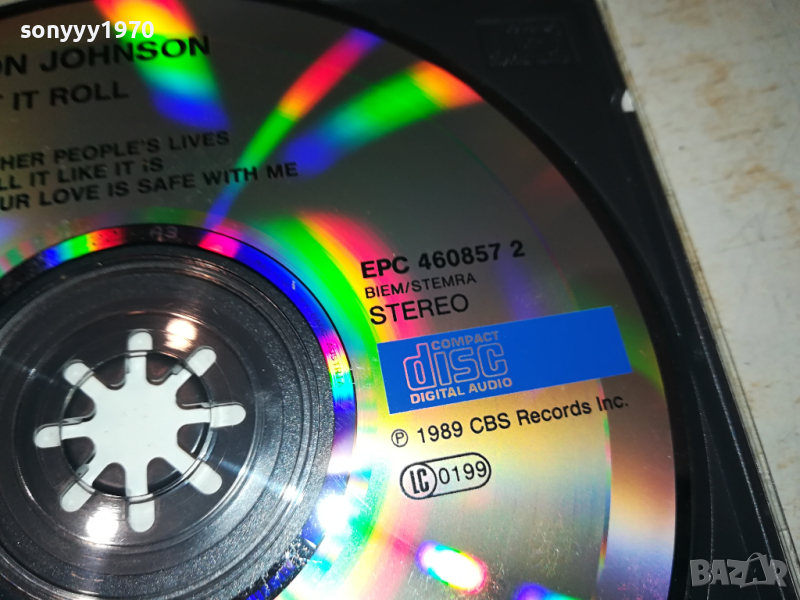 sonyyy1970
ON JOHNSON
T IT ROLL
HER PEOPLE'S LIVES
LL IT LIKE IT IS
UR LOVE IS SAFE WITH ME
EPC 460857 2
BIEM/STEMRA
STEREO
COMPACT
disc
DIGITAL AUDIO
Ⓟ 1989 CBS Records Inc.
LC 0199
BAZAR